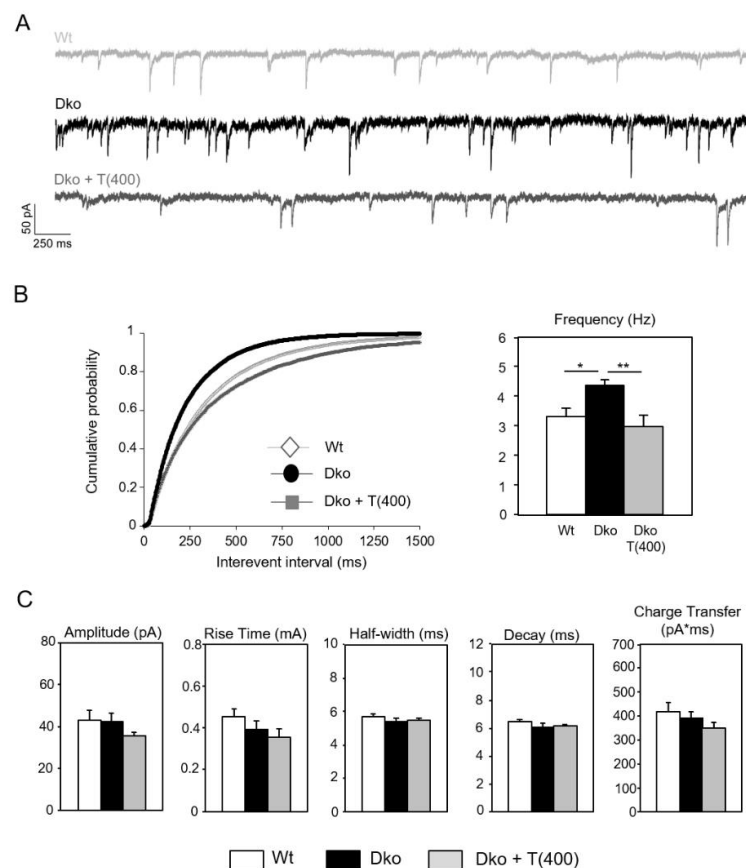 A
Wt
Dko
Dko + T(400)
50 pA
250 ms
B
Cumulative probability
1
0.8
0.6
0.4
0.2
0
0 250 500 750 1000 1250 1500
Interevent interval (ms)
Wt
Dko
Dko + T(400)
Frequency (Hz)
6
5
4
3
2
1
0
* **
Wt Dko Dko
T(400)
C
Amplitude (pA)
80
60
40
20
0
Rise Time (mA)
0.8
0.6
0.4
0.2
0
Half-width (ms)
10
8
6
4
2
0
Decay (ms)
12
10
8
6
4
2
0
Charge Transfer
(pA*ms)
700
600
500
400
300
200
100
0
Wt Dko Dko + T(400)